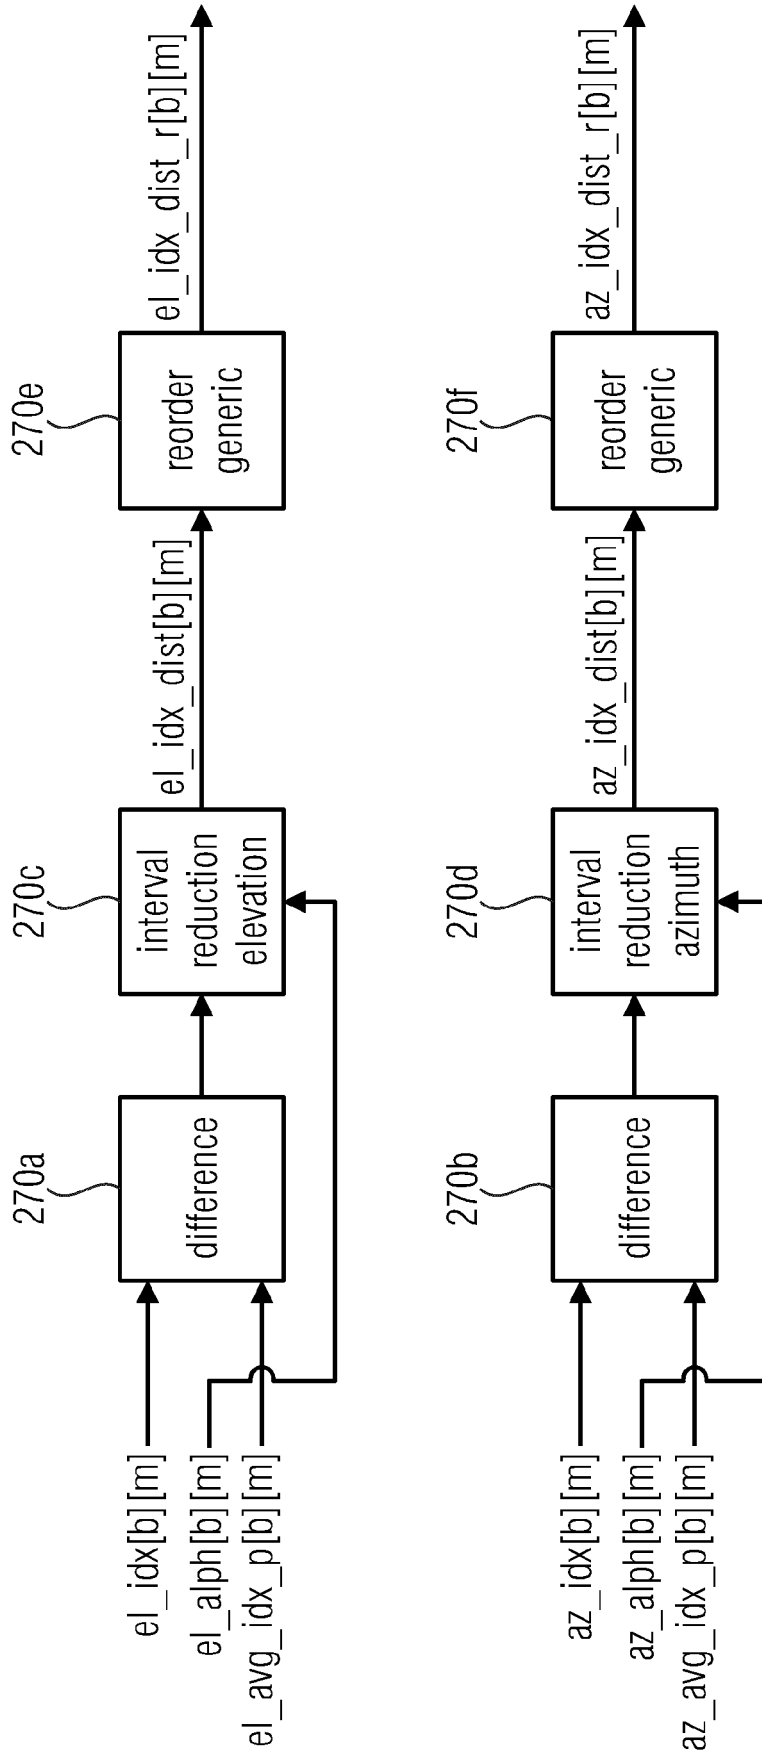 270a
270c
270e
el_idx[b][m]
el_alph[b][m]
el_avg_idx_p[b][m]
difference
interval
reduction
elevation
el_idx_dist[b][m]
reorder
generic
el_idx_dist_r[b][m]
270b
270d
270f
az_idx[b][m]
az_alph[b][m]
az_avg_idx_p[b][m]
difference
interval
reduction
azimuth
az_idx_dist[b][m]
reorder
generic
az_idx_dist_r[b][m]